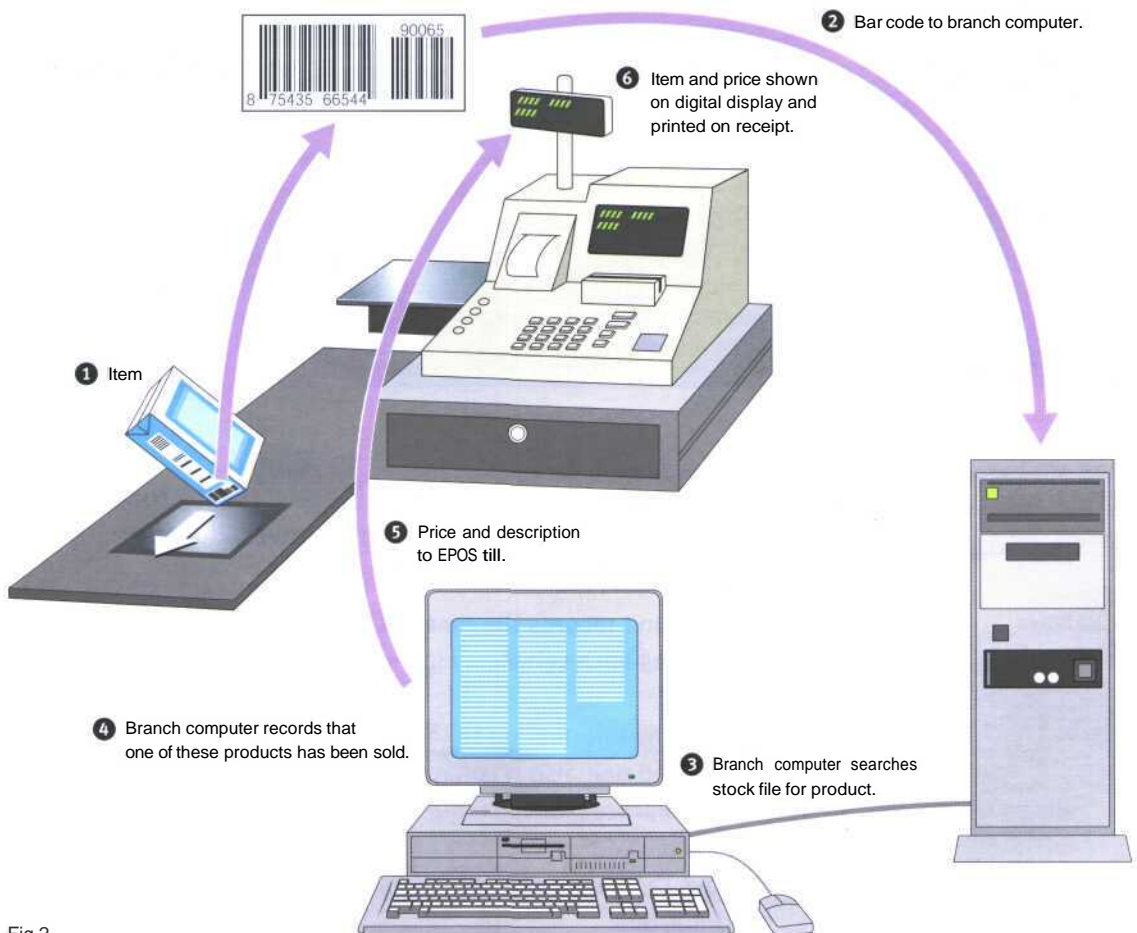 90065
8 75435 66544
2 Bar code to branch computer.
6 Item and price shown
on digital display and
printed on receipt.
1 Item
5 Price and description
to EPOS till.
4 Branch computer records that
one of these products has been sold.
3 Branch computer searches
stock file for product.